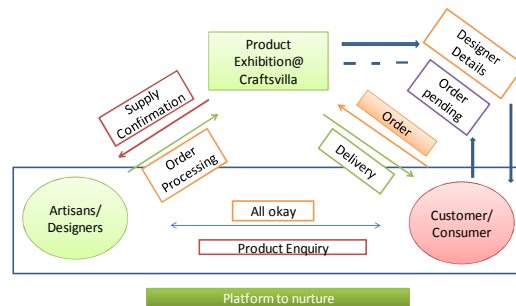 Product
Exhibition@
Craftsvilla
Designer
Details
Order
pending
Supply
Confirmation
Order
Order
Processing
Delivery
Artisans/
Designers
All okay
Product Enquiry
Customer/
Consumer
Platform to nurture